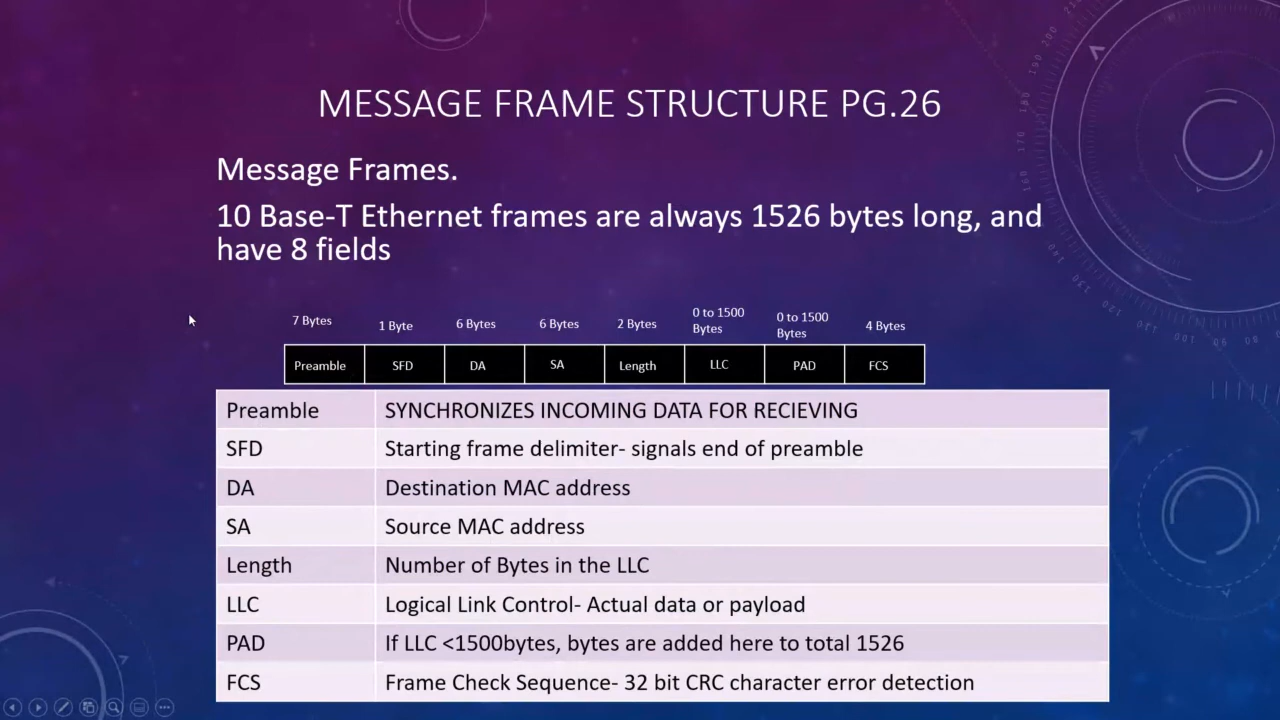 MESSAGE FRAME STRUCTURE PG.26
Message Frames.
10 Base-T Ethernet frames are always 1526 bytes long, and
have 8 fields
7 Bytes 1 Byte 6 Bytes 6 Bytes 2 Bytes 0 to 1500 Bytes 0 to 1500 Bytes 4 Bytes
Preamble SFD DA SA Length LLC PAD FCS
Preamble SYNCHRONIZES INCOMING DATA FOR RECIEVING
SFD Starting frame delimiter- signals end of preamble
DA Destination MAC address
SA Source MAC address
Length Number of Bytes in the LLC
LLC Logical Link Control- Actual data or payload
PAD If LLC <1500bytes, bytes are added here to total 1526
FCS Frame Check Sequence- 32 bit CRC character error detection